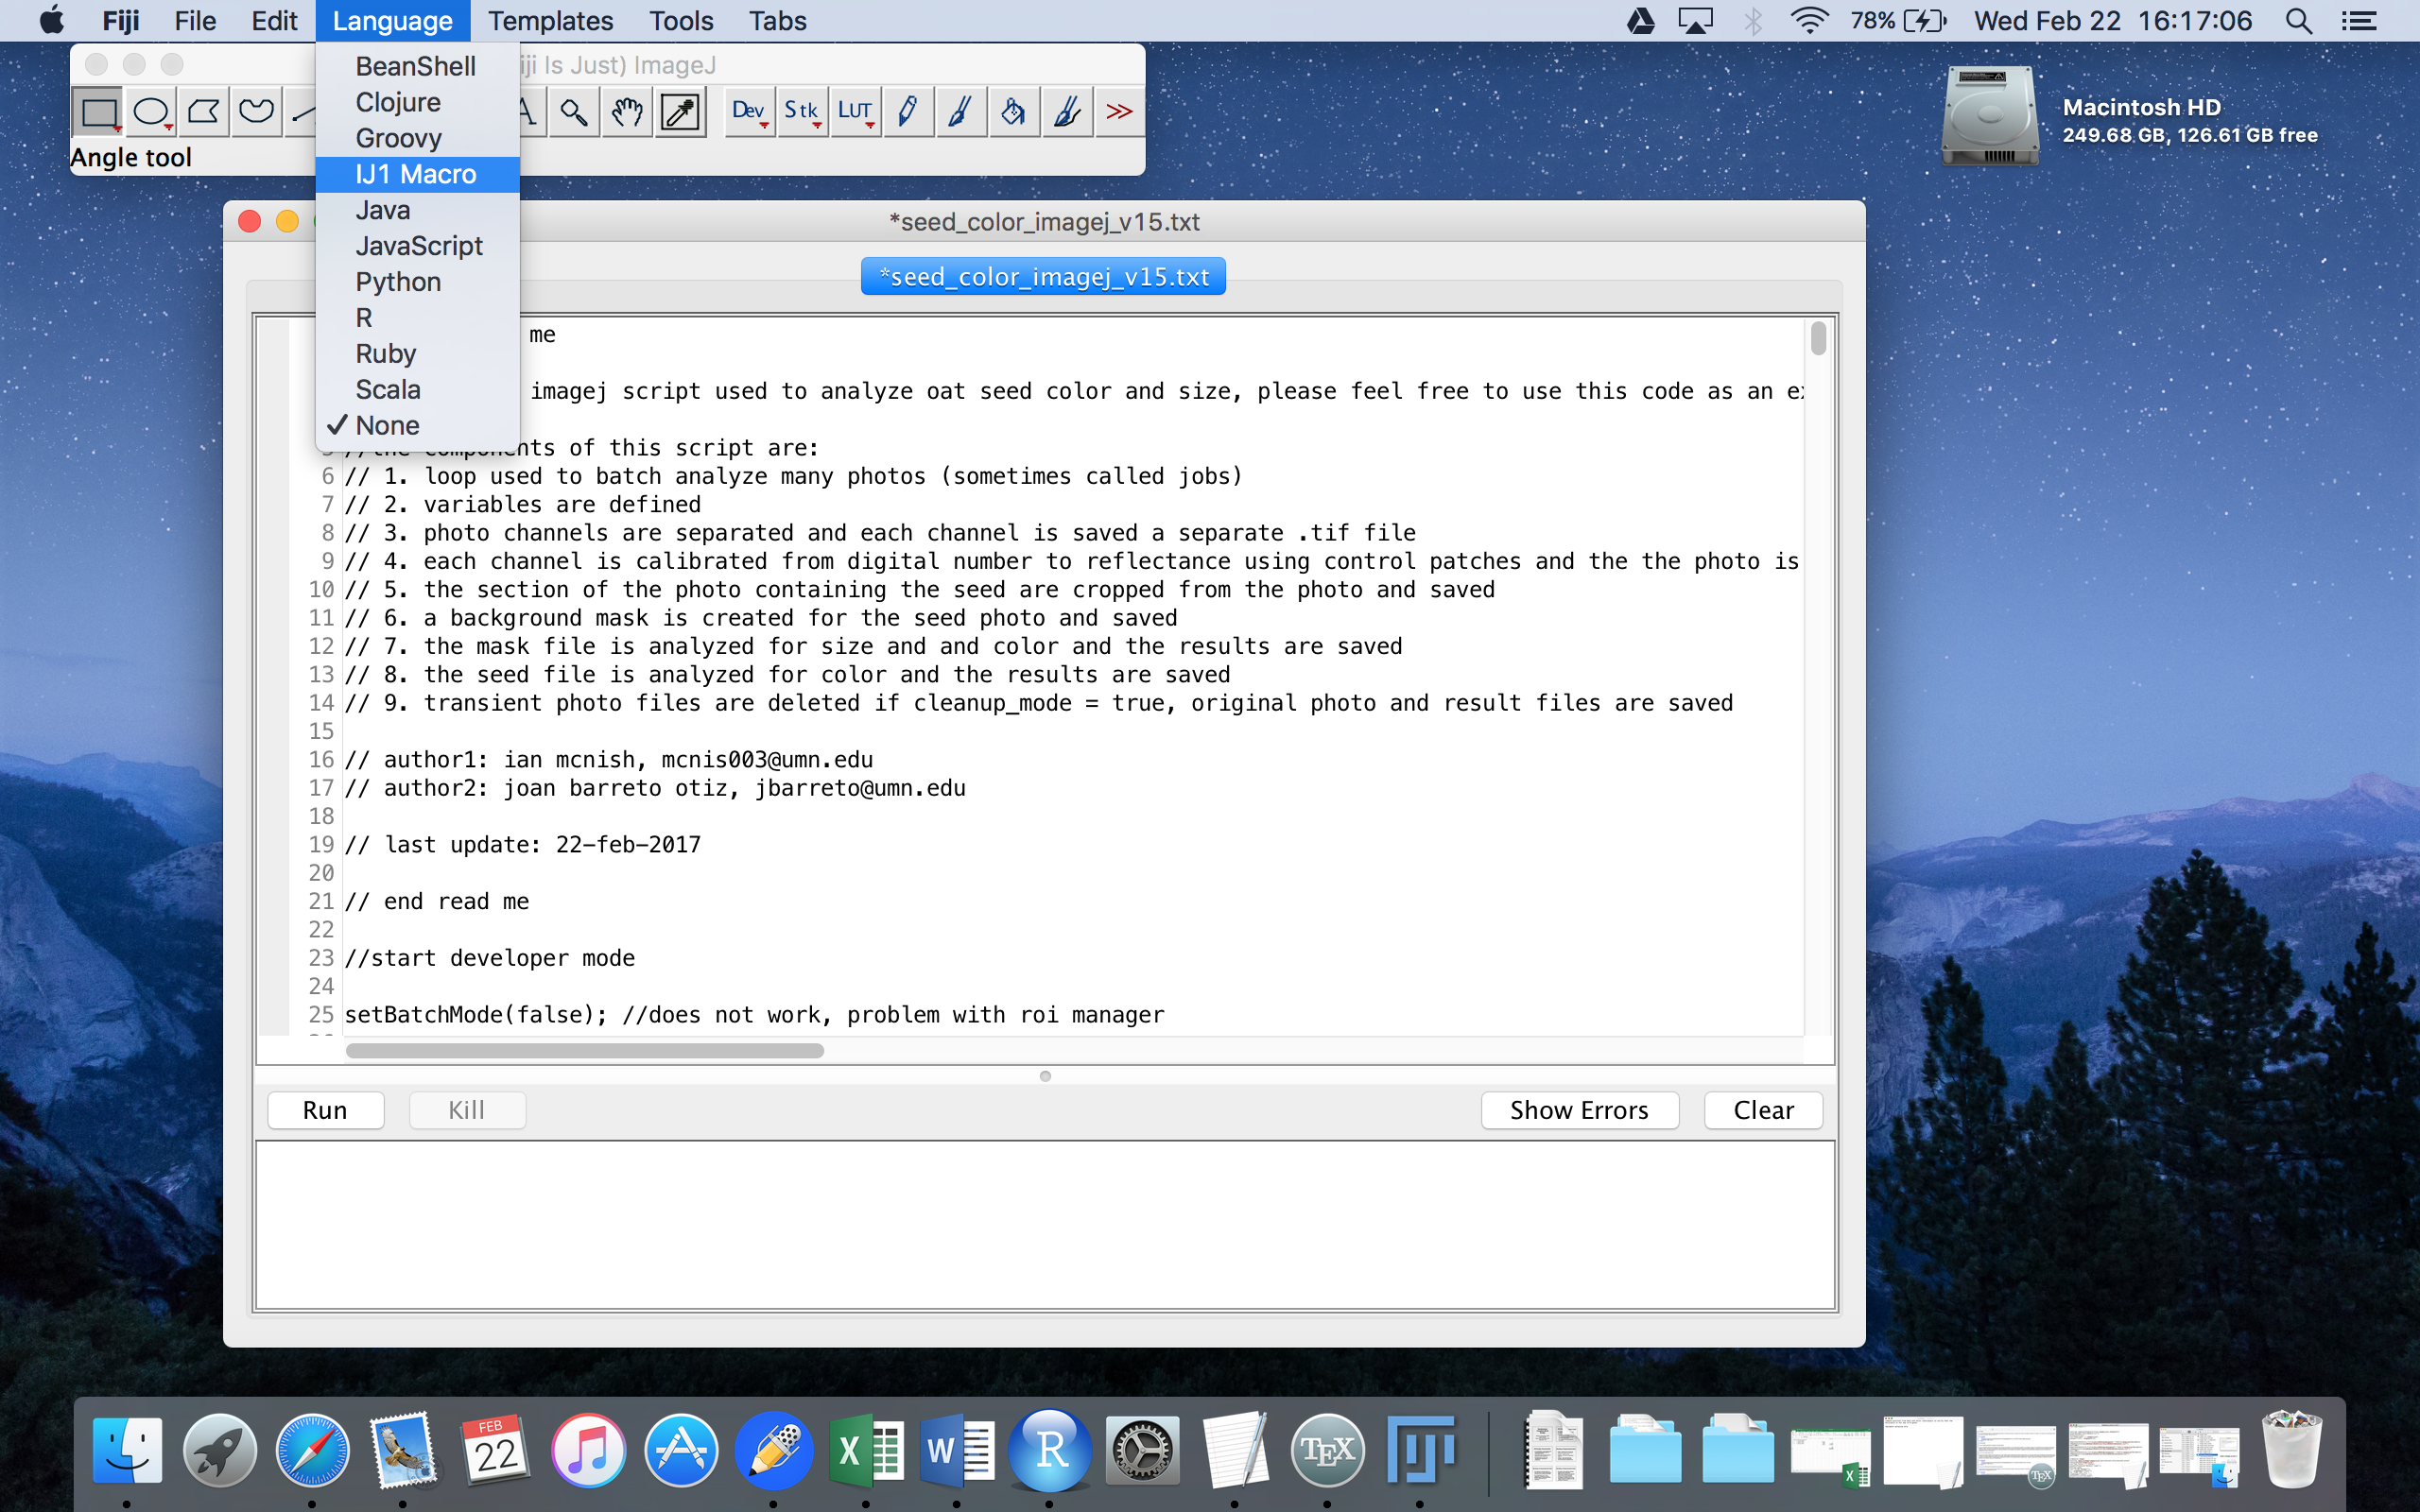 Fiji File Edit Language Templates Tools Tabs 78% Wed Feb 22 16:17:06
iji Is Just) ImageJ
Dev Stk LUT
Angle tool
BeanShell
Clojure
Groovy
IJ1 Macro
Java
JavaScript
Python
R
Ruby
Scala
None
Macintosh HD
249.68 GB, 126.61 GB free
*seed_color_imagej_v15.txt
*seed_color_imagej_v15.txt
me
imagej script used to analyze oat seed color and size, please feel free to use this code as an
of this script are:
6 // 1. loop used to batch analyze many photos (sometimes called jobs)
7 // 2. variables are defined
8 // 3. photo channels are separated and each channel is saved a separate .tif file
9 // 4. each channel is calibrated from digital number to reflectance using control patches and the the photo is
10 // 5. the section of the photo containing the seed are cropped from the photo and saved
11 // 6. a background mask is created for the seed photo and saved
12 // 7. the mask file is analyzed for size and and color and the results are saved
13 // 8. the seed file is analyzed for color and the results are saved
14 // 9. transient photo files are deleted if cleanup_mode = true, original photo and result files are saved
15
16 // author1: ian mcnish, mcnis003@umn.edu
17 // author2: joan barreto otiz, jbarreto@umn.edu
18
19 // last update: 22-feb-2017
20
21 // end read me
22
23 //start developer mode
24
25 setBatchMode(false); //does not work, problem with roi manager
Run Kill Show Errors Clear
FEB
22
X W R TEX